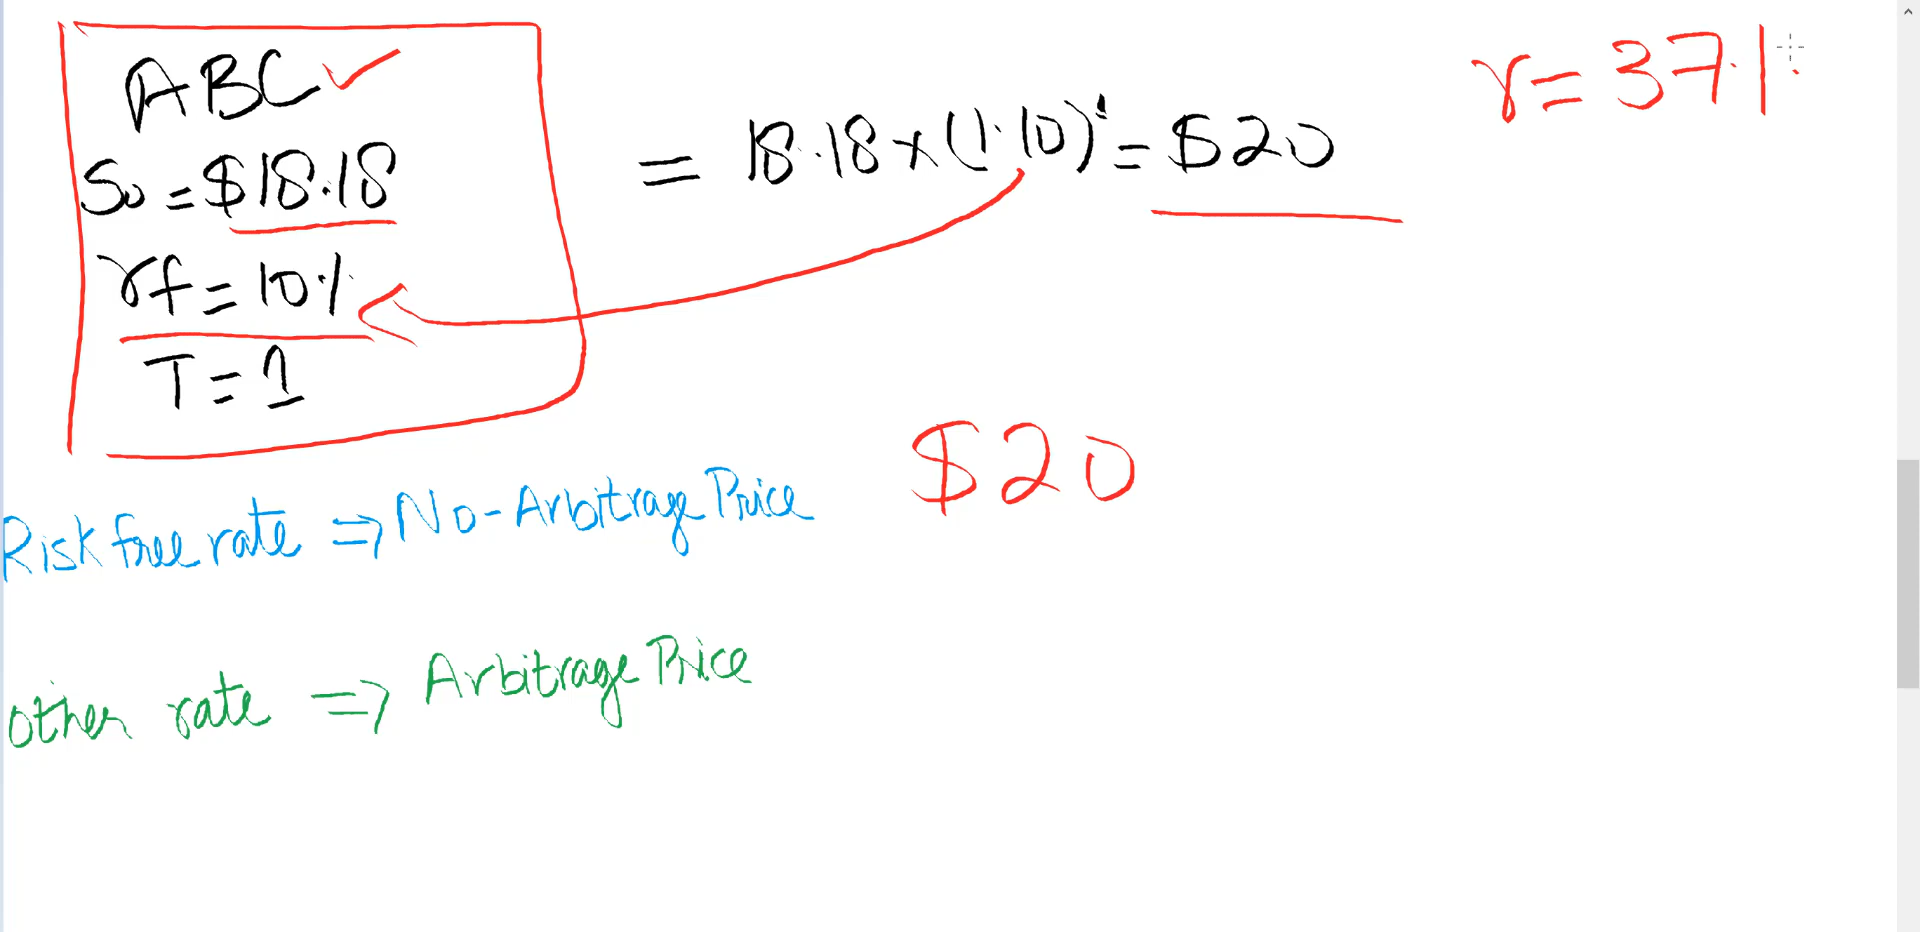 ABC
S0 = $18.18
rf = 10%
T = 1
= 18.18 × (1.10)¹ = $20
r = 37%
$20
Risk free rate ⇒ No-Arbitrage Price
other rate ⇒ Arbitrage Price